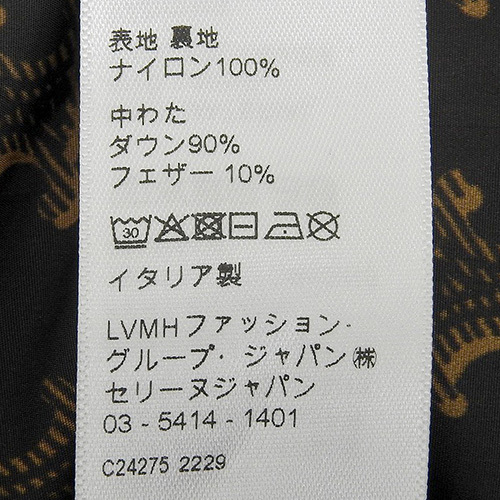 表地 裏地
ナイロン100%
中わた
ダウン90%
フェザー 10%
30
イタリア製
LVMHファッション・
グループ・ジャパン㈱
セリーヌジャパン
03 - 5414 - 1401
C24275 2229